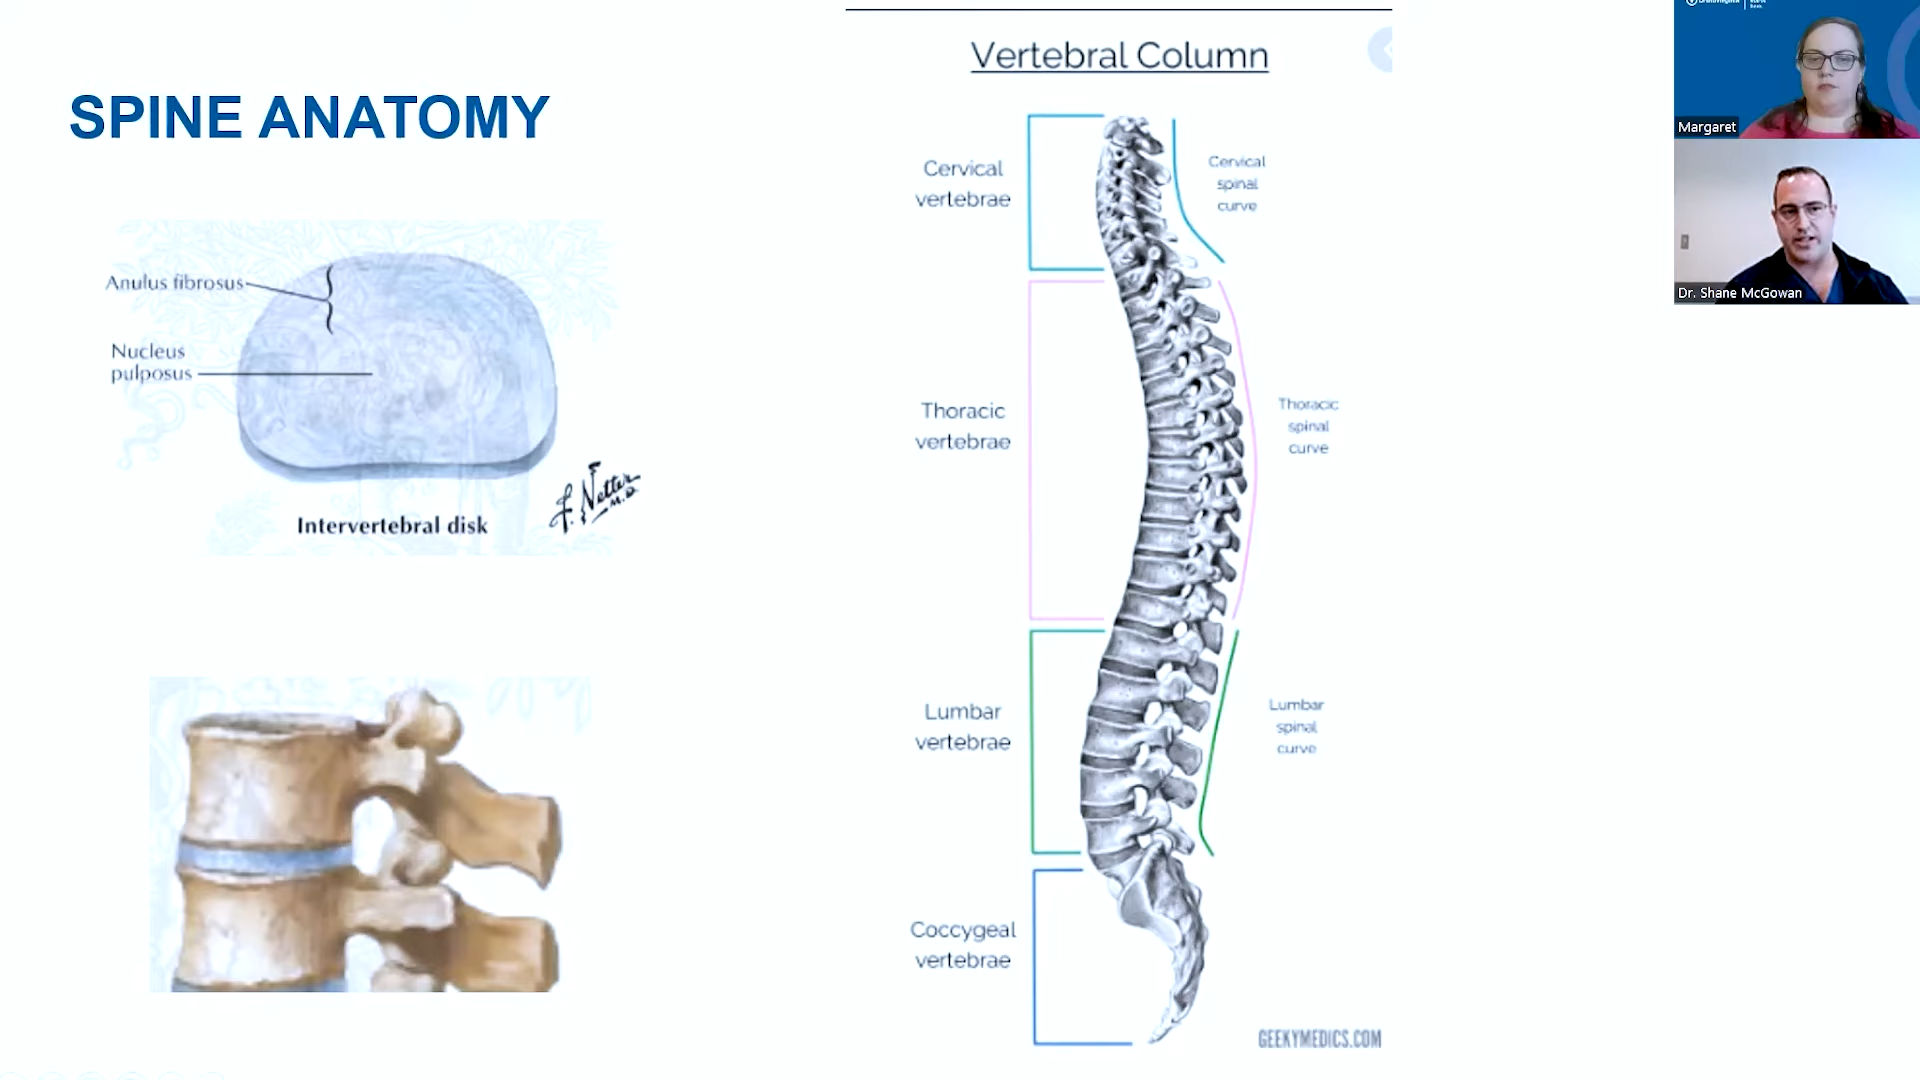 SPINE ANATOMY
Anulus fibrosus
Nucleus
pulposus
Intervertebral disk
F. Netter
M.D.
Vertebral Column
Cervical
vertebrae
Cervical
spinal
curve
Thoracic
vertebrae
Thoracic
spinal
curve
Lumbar
vertebrae
Lumbar
spinal
curve
Coccygeal
vertebrae
GEEKYMEDICS.COM
Margaret
Dr. Shane McGowan